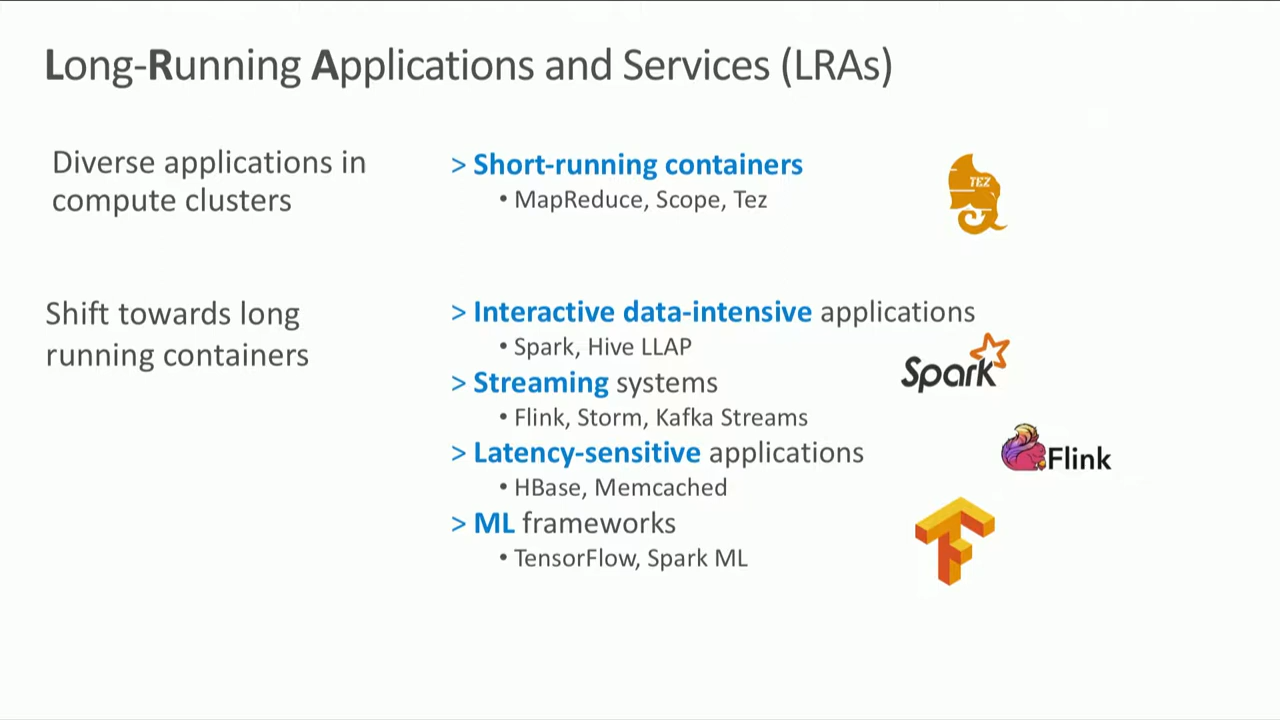 Long-Running Applications and Services (LRAs)
Diverse applications in
compute clusters
> Short-running containers
• MapReduce, Scope, Tez
TEZ
Shift towards long
running containers
> Interactive data-intensive applications
• Spark, Hive LLAP
Spark
> Streaming systems
• Flink, Storm, Kafka Streams
> Latency-sensitive applications
Flink
• HBase, Memcached
> ML frameworks
• TensorFlow, Spark ML